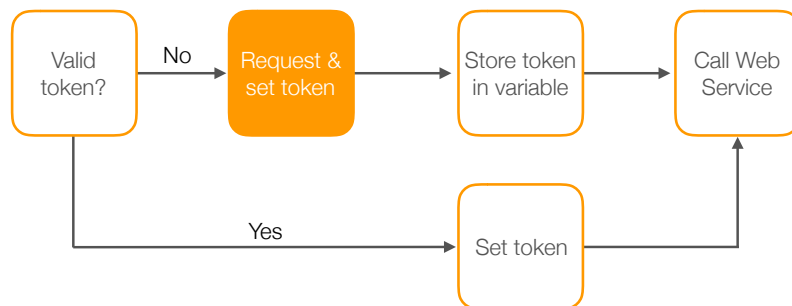 Valid
token?
No
Request &
set token
Store token
in variable
Call Web
Service
Yes
Set token